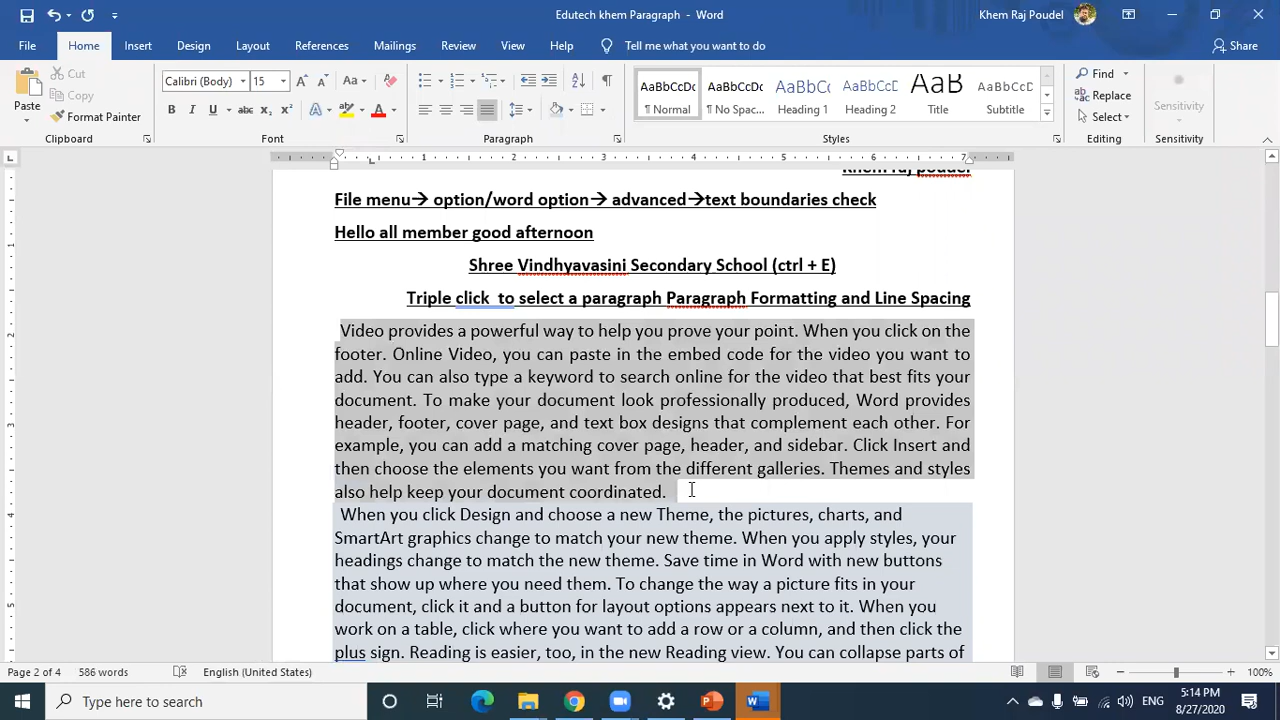 Edutech khem Paragraph - Word
Khem Raj Poudel
File Home Insert Design Layout References Mailings Review View Help Tell me what you want to do Share
Paste
Cut
Copy
Format Painter
Clipboard
Calibri (Body) 15
Font
Paragraph
AaBbCcDc AaBbCcDc AaBbCcDc AaBbCcD AaB AaBbCcD
¶ Normal ¶ No Spac... Heading 1 Heading 2 Title Subtitle
Styles
Find
Replace
Select
Editing
Sensitivity
Sensitivity
1 2 3 4 5 6 7
Khem raj poudel
File menu→ option/word option→ advanced→text boundaries check
Hello all member good afternoon
Shree Vindhyavasini Secondary School (ctrl + E)
Triple click to select a paragraph Paragraph Formatting and Line Spacing
Video provides a powerful way to help you prove your point. When you click on the
footer. Online Video, you can paste in the embed code for the video you want to
add. You can also type a keyword to search online for the video that best fits your
document. To make your document look professionally produced, Word provides
header, footer, cover page, and text box designs that complement each other. For
example, you can add a matching cover page, header, and sidebar. Click Insert and
then choose the elements you want from the different galleries. Themes and styles
also help keep your document coordinated.
When you click Design and choose a new Theme, the pictures, charts, and
SmartArt graphics change to match your new theme. When you apply styles, your
headings change to match the new theme. Save time in Word with new buttons
that show up where you need them. To change the way a picture fits in your
document, click it and a button for layout options appears next to it. When you
work on a table, click where you want to add a row or a column, and then click the
plus sign. Reading is easier, too, in the new Reading view. You can collapse parts of
Page 2 of 4 586 words English (United States) 100%
Type here to search
ENG
5:14 PM
8/27/2020